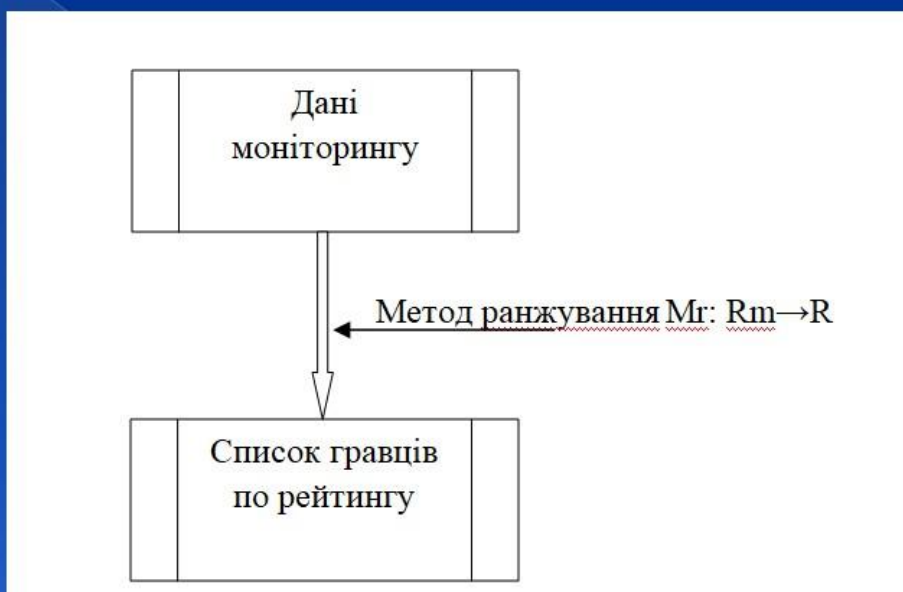 Дані
моніторингу
Метод ранжування Mr: Rm→R
Список гравців
по рейтингу